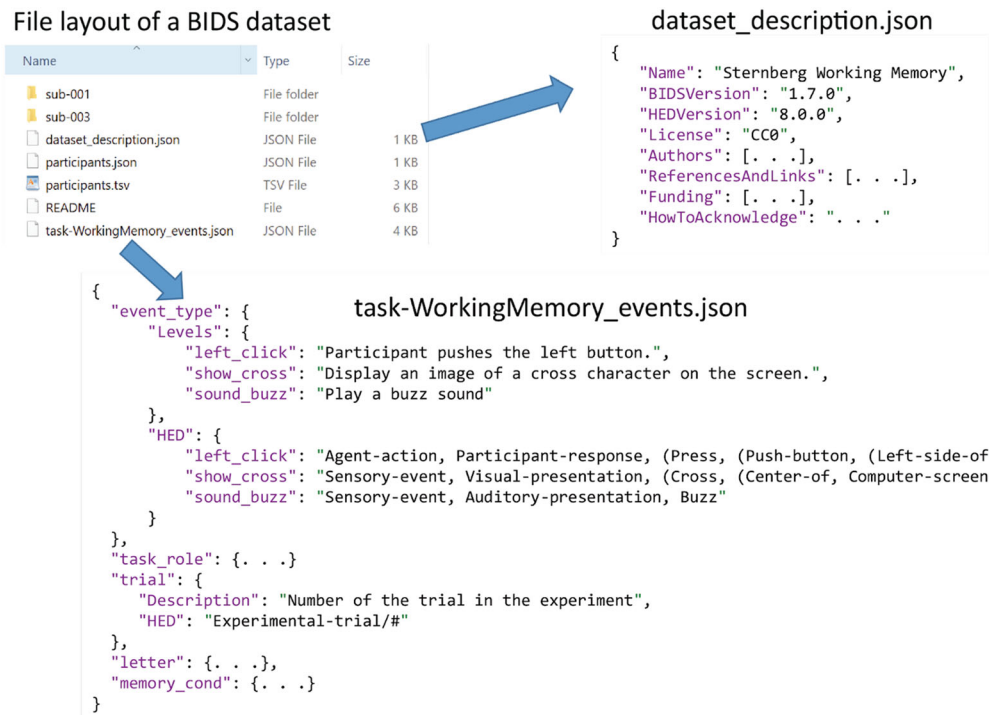 File layout of a BIDS dataset
Name Type Size
sub-001 File folder
sub-003 File folder
dataset_description.json JSON File 1 KB
participants.json JSON File 1 KB
participants.tsv TSV File 3 KB
README File 6 KB
task-WorkingMemory_events.json JSON File 4 KB
dataset_description.json
{
"Name": "Sternberg Working Memory",
"BIDSVersion": "1.7.0",
"HEDVersion": "8.0.0",
"License": "CC0",
"Authors": [. . .],
"ReferencesAndLinks": [. . .],
"Funding": [. . .],
"HowToAcknowledge": ". . ."
}
task-WorkingMemory_events.json
{
"event_type": {
"Levels": {
"left_click": "Participant pushes the left button.",
"show_cross": "Display an image of a cross character on the screen.",
"sound_buzz": "Play a buzz sound"
},
"HED": {
"left_click": "Agent-action, Participant-response, (Press, (Push-button, (Left-side-of
"show_cross": "Sensory-event, Visual-presentation, (Cross, (Center-of, Computer-screen
"sound_buzz": "Sensory-event, Auditory-presentation, Buzz"
}
},
"task_role": {. . .}
"trial": {
"Description": "Number of the trial in the experiment",
"HED": "Experimental-trial/#"
},
"letter": {. . .},
"memory_cond": {. . .}
}